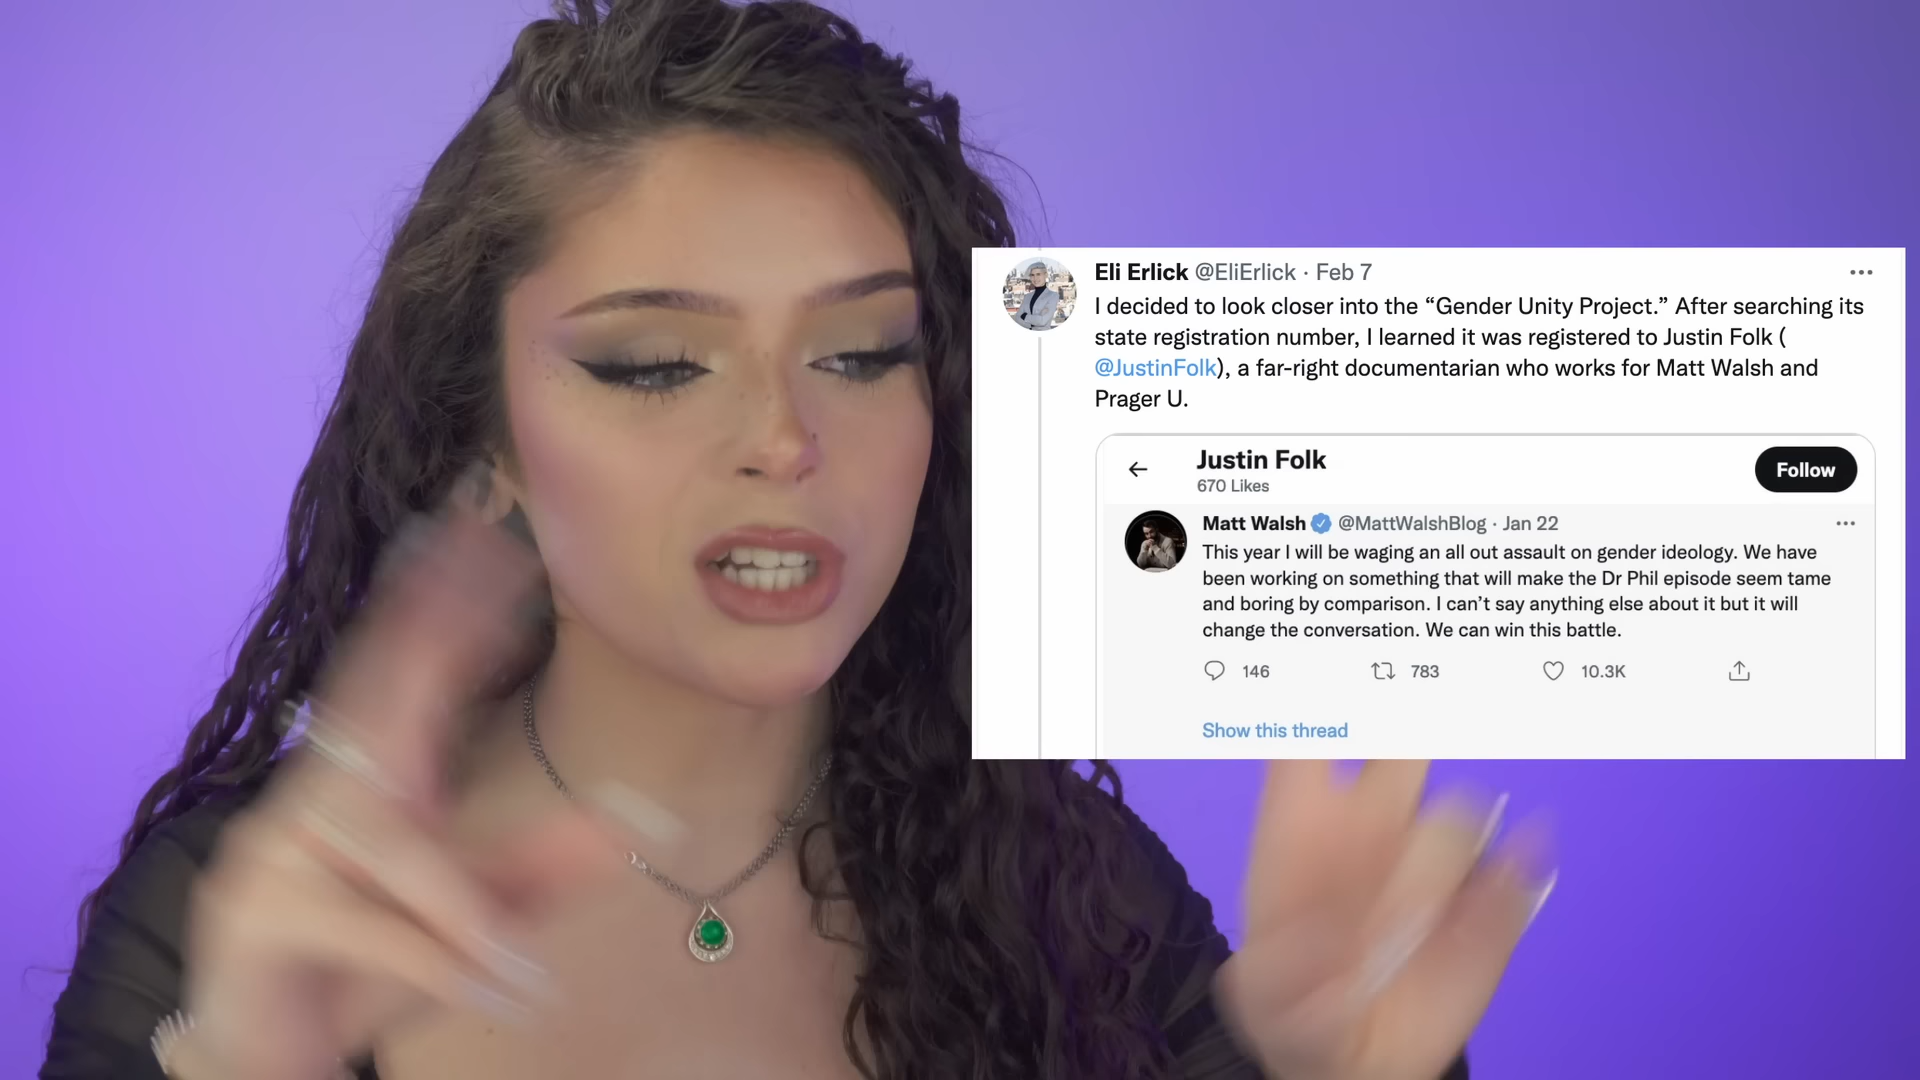 Eli Erlick @EliErlick · Feb 7
I decided to look closer into the “Gender Unity Project.” After searching its
state registration number, I learned it was registered to Justin Folk (
@JustinFolk), a far-right documentarian who works for Matt Walsh and
Prager U.
Justin Folk
670 Likes
Follow
Matt Walsh @MattWalshBlog · Jan 22
This year I will be waging an all out assault on gender ideology. We have
been working on something that will make the Dr Phil episode seem tame
and boring by comparison. I can’t say anything else about it but it will
change the conversation. We can win this battle.
146 783 10.3K
Show this thread